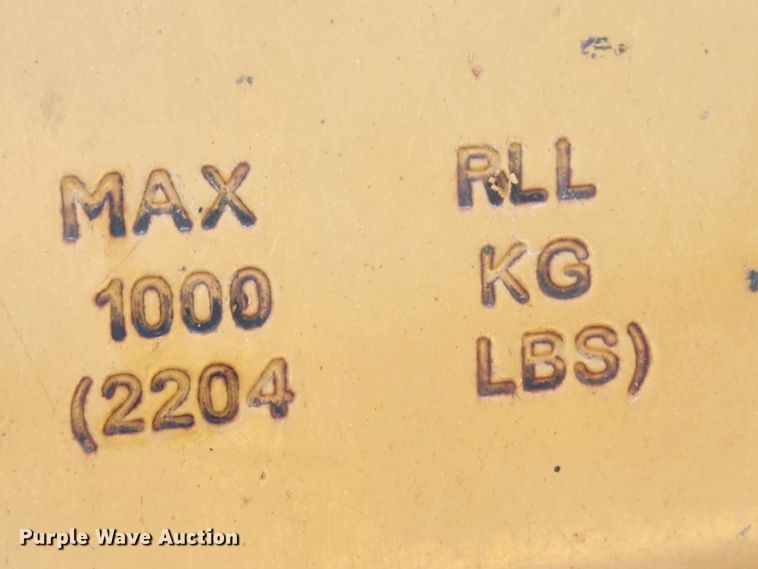 MAX RLL
1000 KG
(2204 LBS)
Purple Wave Auction